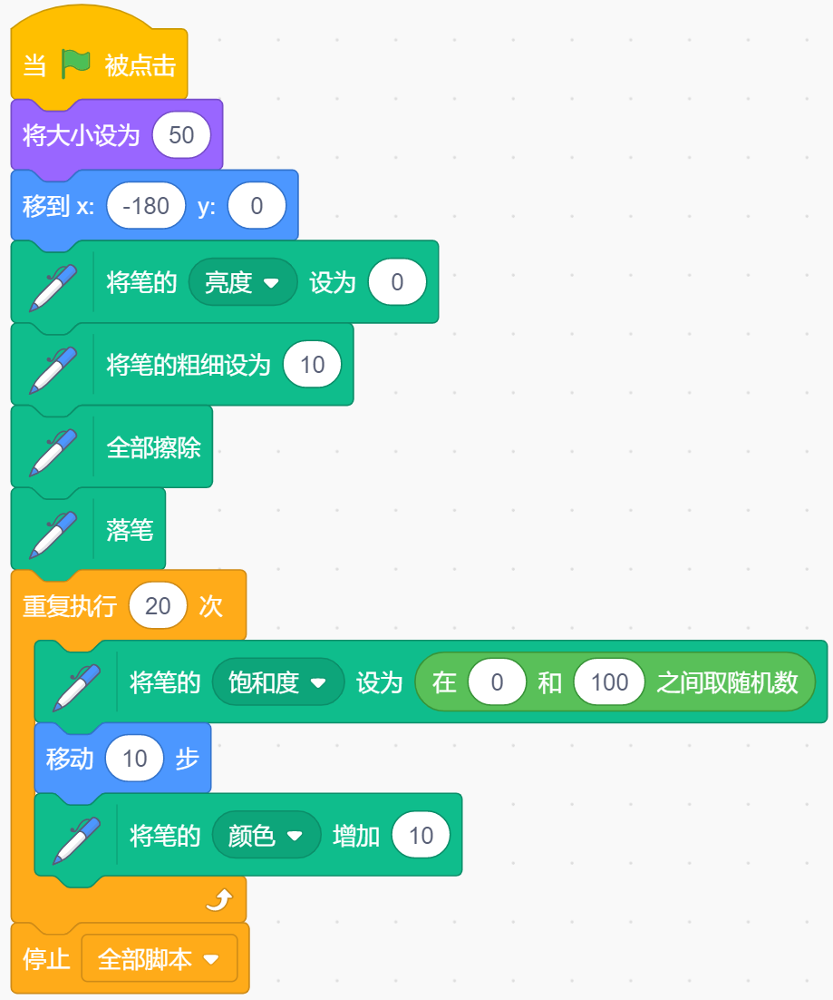 当 被点击
将大小设为 50
移到 x: -180 y: 0
将笔的 亮度 设为 0
将笔的粗细设为 10
全部擦除
落笔
重复执行 20 次
将笔的 饱和度 设为 在 0 和 100 之间取随机数
移动 10 步
将笔的 颜色 增加 10
停止 全部脚本